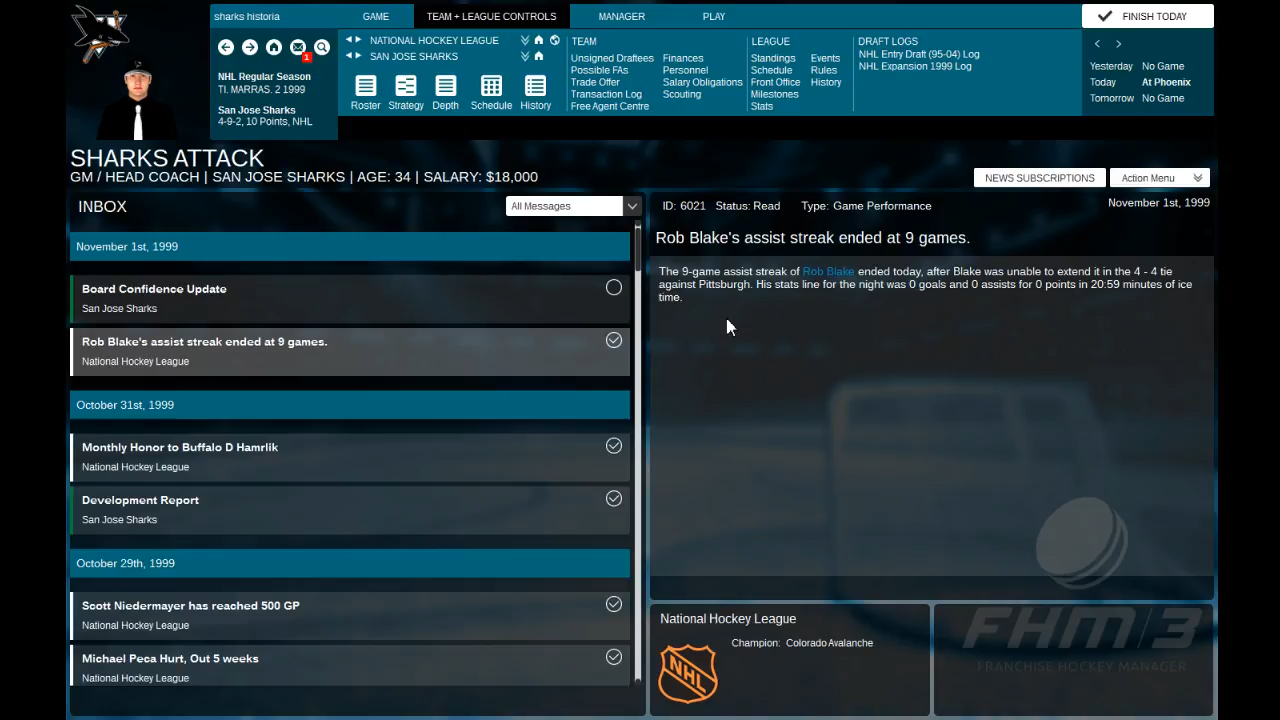 sharks historia
GAME
TEAM + LEAGUE CONTROLS
MANAGER
PLAY
FINISH TODAY
1
NHL Regular Season
TI. MARRAS. 2 1999
San Jose Sharks
4-9-2, 10 Points, NHL
NATIONAL HOCKEY LEAGUE
SAN JOSE SHARKS
Roster
Strategy
Depth
Schedule
History
TEAM
Unsigned Draftees
Finances
Possible FAs
Personnel
Trade Offer
Salary Obligations
Transaction Log
Scouting
Free Agent Centre
LEAGUE
Standings
Events
Schedule
Rules
Front Office
History
Milestones
Stats
DRAFT LOGS
NHL Entry Draft (95-04) Log
NHL Expansion 1999 Log
Yesterday No Game
Today At Phoenix
Tomorrow No Game
SHARKS ATTACK
GM / HEAD COACH | SAN JOSE SHARKS | AGE: 34 | SALARY: $18,000
NEWS SUBSCRIPTIONS
Action Menu
INBOX
All Messages
November 1st, 1999
Board Confidence Update
San Jose Sharks
Rob Blake's assist streak ended at 9 games.
National Hockey League
October 31st, 1999
Monthly Honor to Buffalo D Hamrlik
National Hockey League
Development Report
San Jose Sharks
October 29th, 1999
Scott Niedermayer has reached 500 GP
National Hockey League
Michael Peca Hurt, Out 5 weeks
National Hockey League
ID: 6021 Status: Read Type: Game Performance
November 1st, 1999
Rob Blake's assist streak ended at 9 games.
The 9-game assist streak of Rob Blake ended today, after Blake was unable to extend it in the 4 - 4 tie
against Pittsburgh. His stats line for the night was 0 goals and 0 assists for 0 points in 20:59 minutes of ice
time.
National Hockey League
Champion: Colorado Avalanche
NHL
FHM/3
FRANCHISE HOCKEY MANAGER